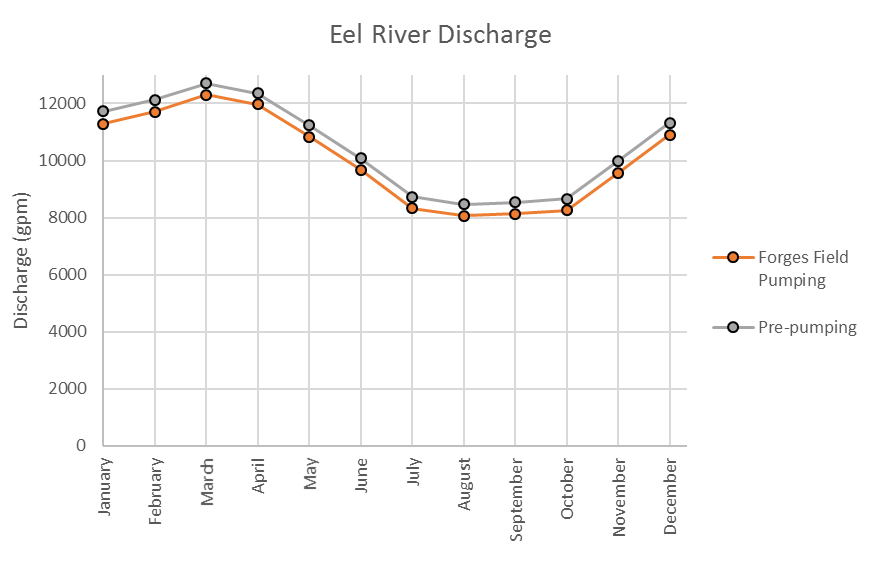 Eel River Discharge
Discharge (gpm)
12000
10000
8000
6000
4000
2000
0
January
February
March
April
May
June
July
August
September
October
November
December
Forges Field
Pumping
Pre-pumping